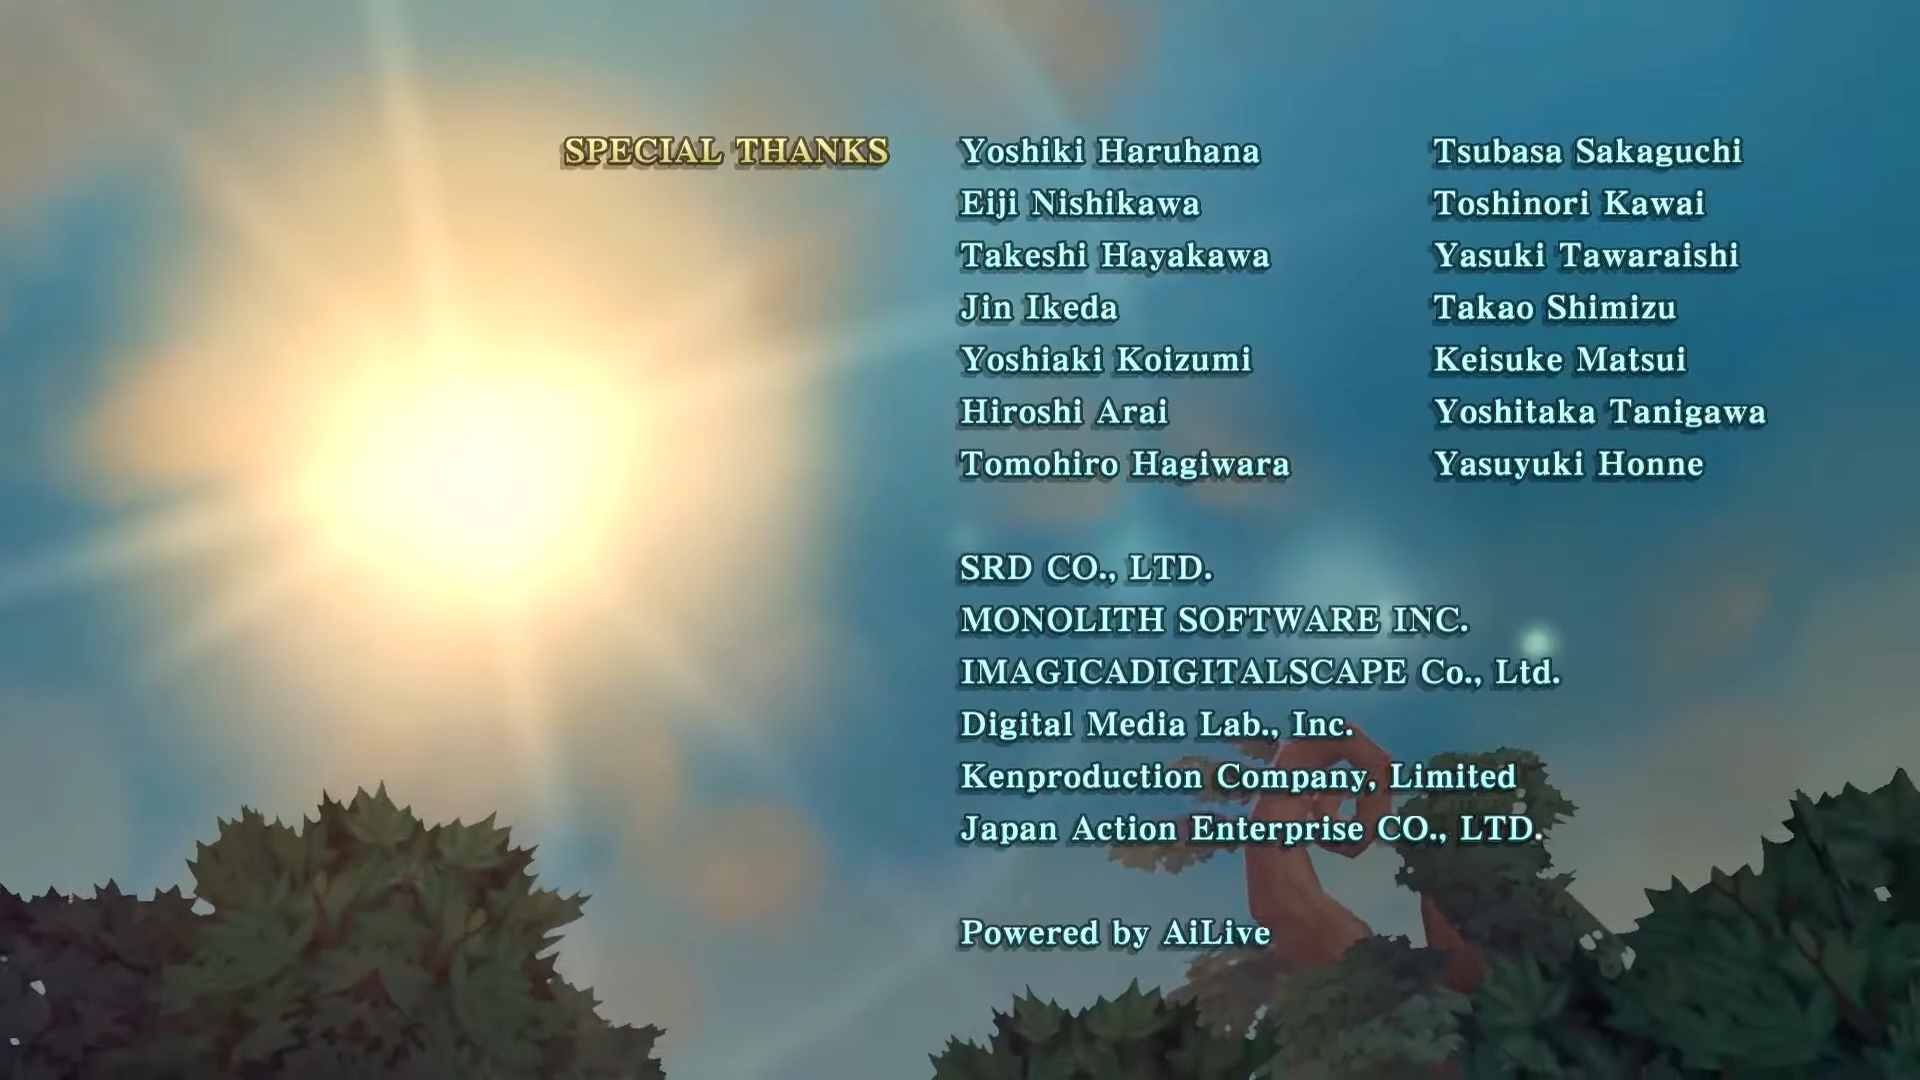 SPECIAL THANKS
Yoshiki Haruhana
Eiji Nishikawa
Takeshi Hayakawa
Jin Ikeda
Yoshiaki Koizumi
Hiroshi Arai
Tomohiro Hagiwara
Tsubasa Sakaguchi
Toshinori Kawai
Yasuki Tawaraishi
Takao Shimizu
Keisuke Matsui
Yoshitaka Tanigawa
Yasuyuki Honne
SRD CO., LTD.
MONOLITH SOFTWARE INC.
IMAGICADIGITALSCAPE Co., Ltd.
Digital Media Lab., Inc.
Kenproduction Company, Limited
Japan Action Enterprise CO., LTD.
Powered by AiLive